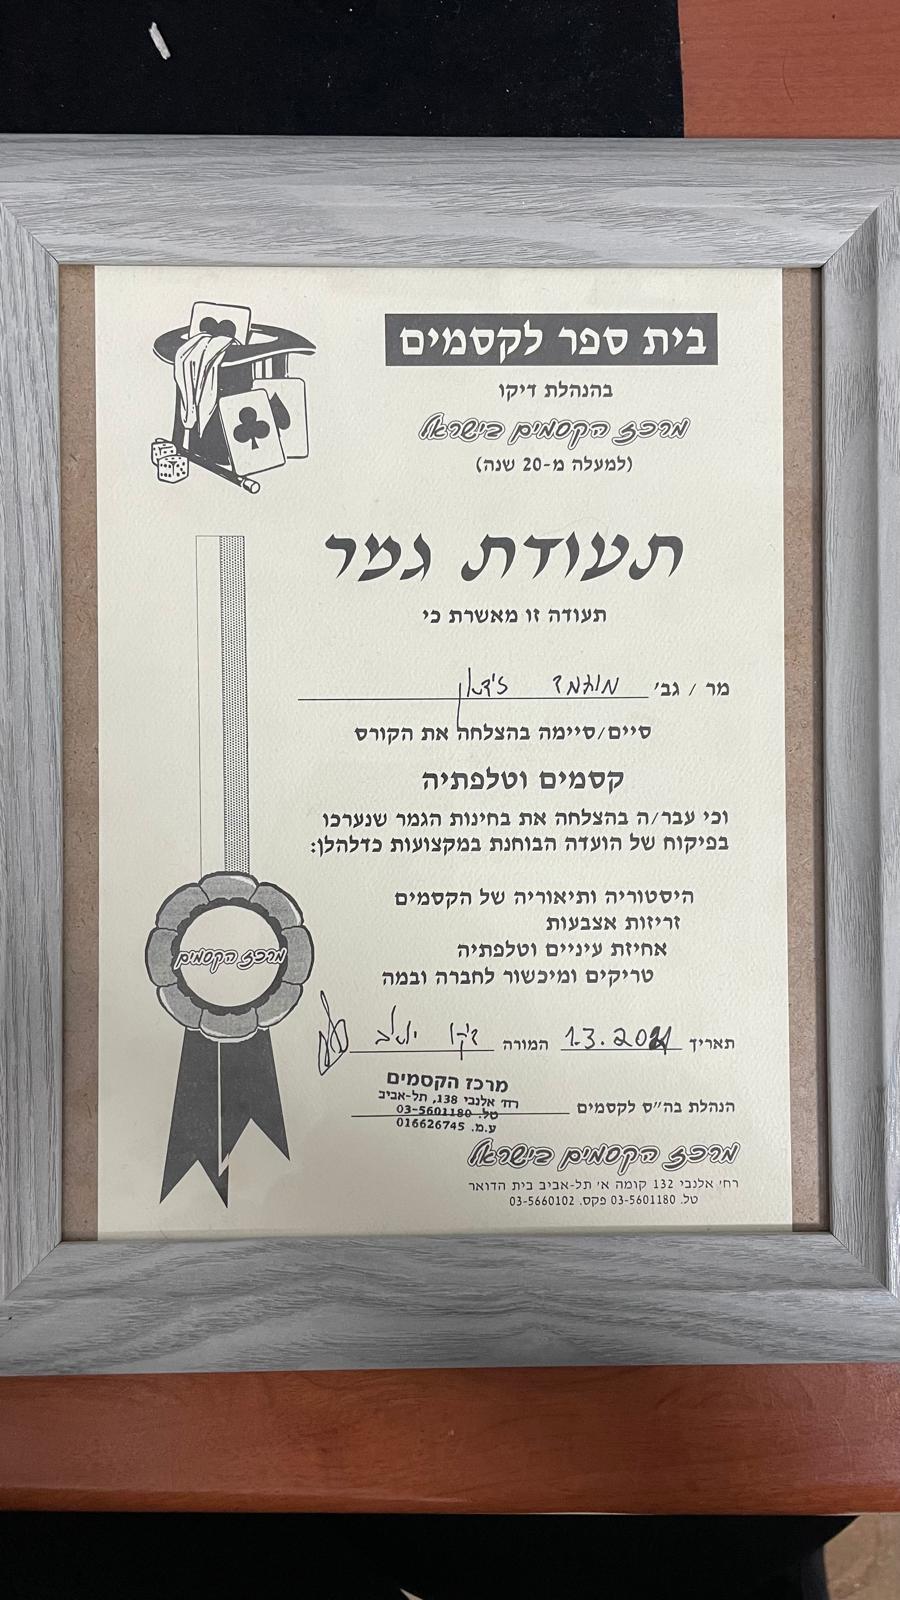 בית ספר לקסמים
בהנהלת דיקו
מרכז הקסמים בישראל
(למעלה מ-20 שנה)
תעודת גמר
תעודה זו מאשרת כי
מר / גב' מוחמד זידאן
סיים/סיימה בהצלחה את הקורס
קסמים וטלפתיה
וכי עבר/ה בהצלחה את בחינות הגמר שנערכו
בפיקוח של הועדה הבוחנת במקצועות כדלהלן:
היסטוריה ותיאוריה של הקסמים
זריזות אצבעות
אחיזת עיניים וטלפתיה
טריקים ומיכשור לחברה ובמה
מרכז הקסמים
תאריך המורה דיקו
מרכז הקסמים
רח' אלנבי 138, תל-אביב
טל. 03-5601180
ע.מ. 016626745
הנהלת בה"ס לקסמים
מרכז הקסמים בישראל
רח' אלנבי 132 קומה א' תל-אביב בית הדואר
טל. 03-5601180 פקס. 03-5660102